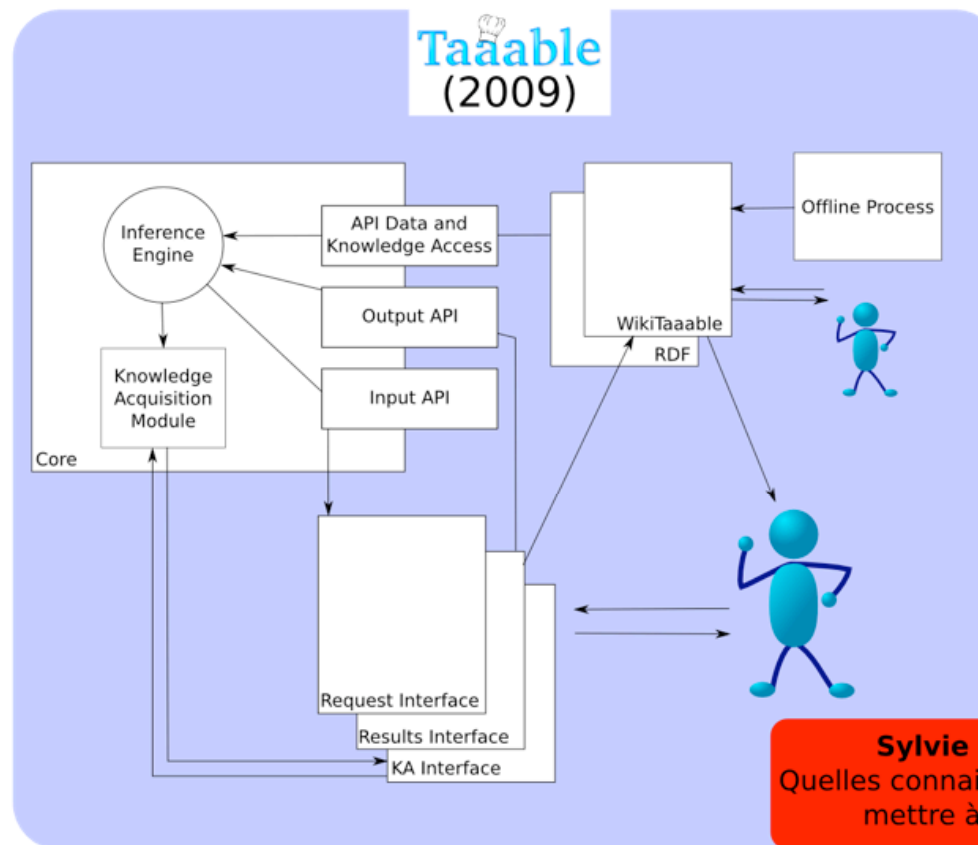 Taaable
(2009)
Inference
Engine
API Data and
Knowledge Access
Output API
Input API
Knowledge
Acquisition
Module
Core
WikiTaaable
RDF
Offline Process
Request Interface
Results Interface
KA Interface
Sylvie
Quelles connai
mettre à